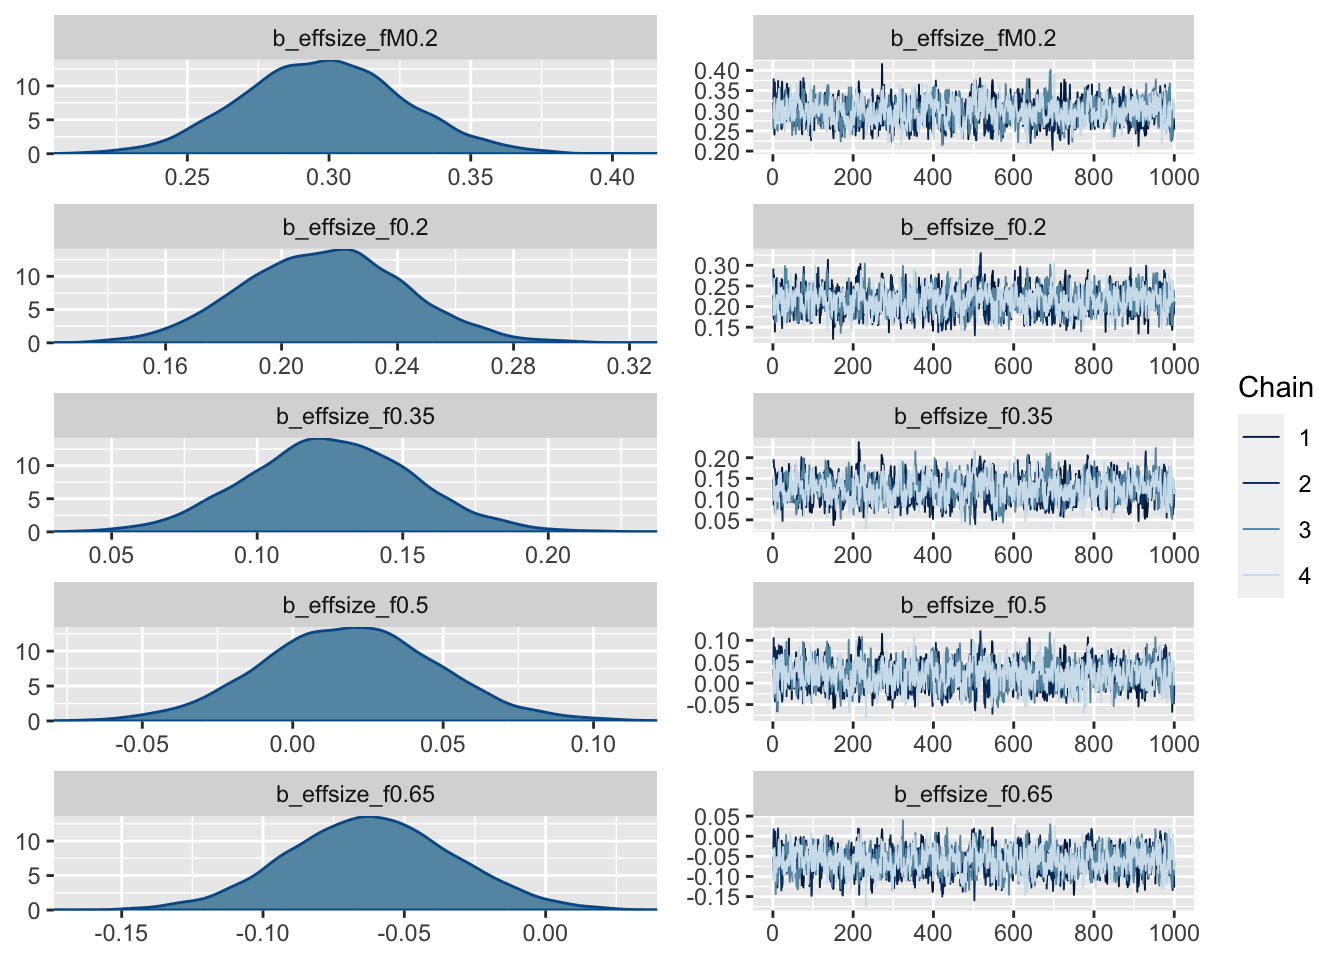 b_effsize_fM0.2
10
5
0
0.25 0.30 0.35 0.40
b_effsize_fM0.2
0.40
0.35
0.30
0.25
0.20
0 200 400 600 800 1000
b_effsize_f0.2
10
5
0
0.16 0.20 0.24 0.28 0.32
b_effsize_f0.2
0.30
0.25
0.20
0.15
0 200 400 600 800 1000
b_effsize_f0.35
10
5
0
0.05 0.10 0.15 0.20
b_effsize_f0.35
0.20
0.15
0.10
0.05
0 200 400 600 800 1000
b_effsize_f0.5
10
5
0
-0.05 0.00 0.05 0.10
b_effsize_f0.5
0.10
0.05
0.00
-0.05
0 200 400 600 800 1000
b_effsize_f0.65
10
5
0
-0.15 -0.10 -0.05 0.00
b_effsize_f0.65
0.05
0.00
-0.05
-0.10
-0.15
0 200 400 600 800 1000
Chain
1
2
3
4